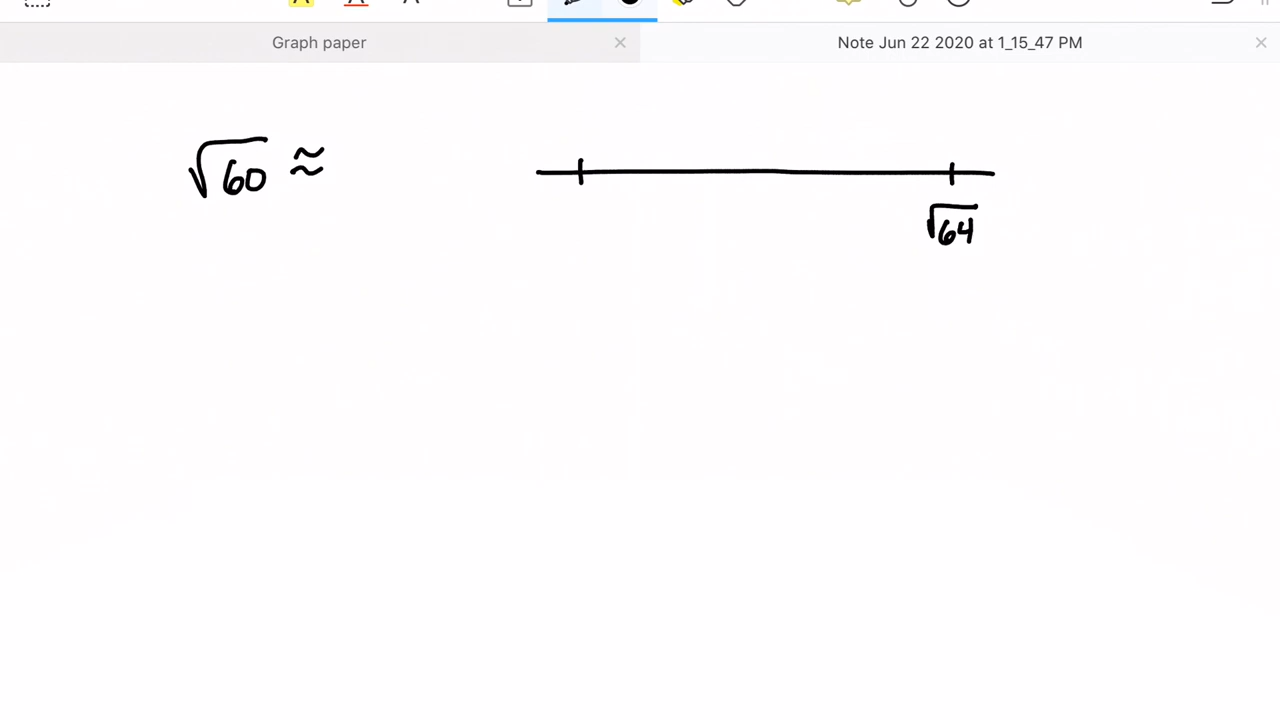 Graph paper
Note Jun 22 2020 at 1_15_47 PM
√60 ≈
√64